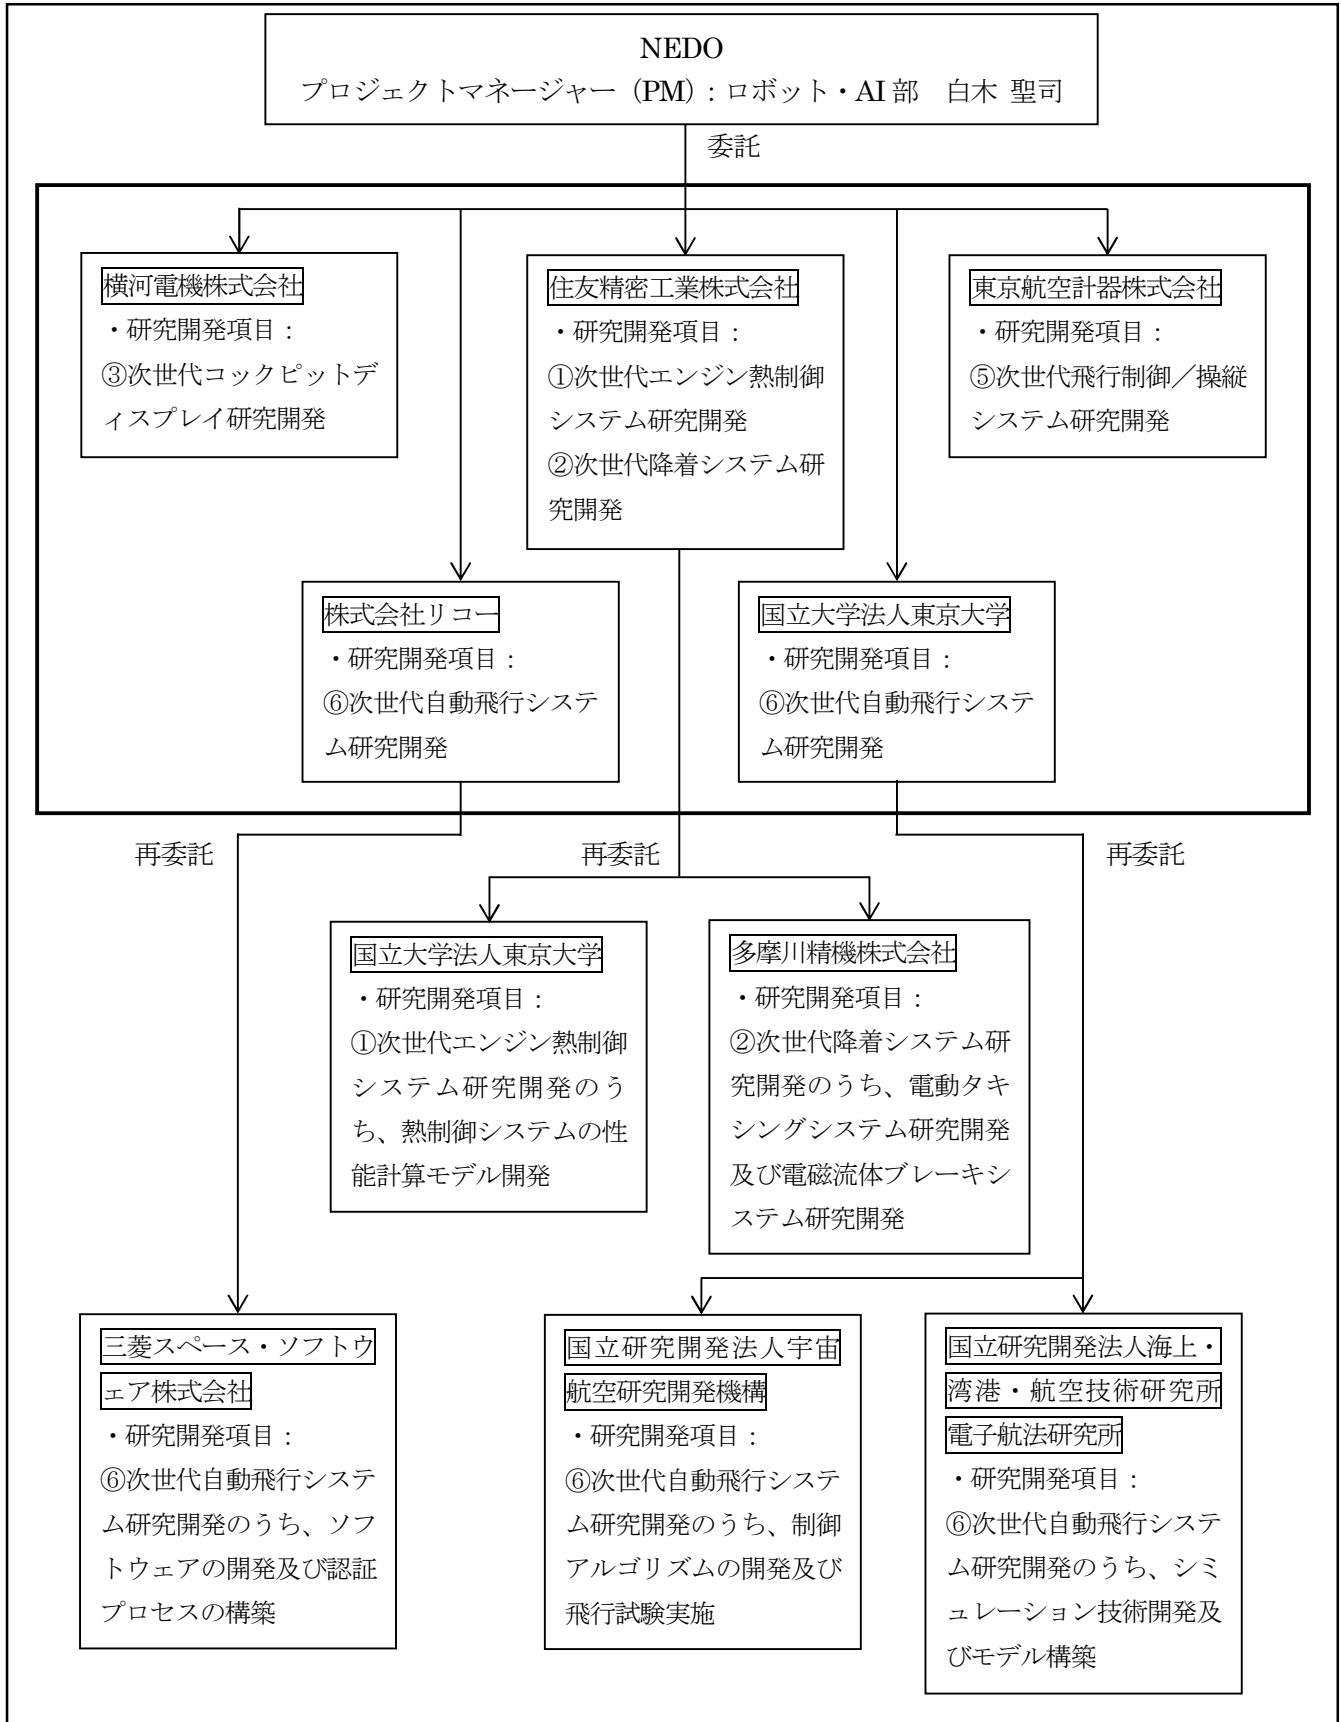 NEDO
プロジェクトマネージャー（PM）：ロボット・AI 部　白木 聖司
委託
横河電機株式会社
・研究開発項目：
③次世代コックピットデ
ィスプレイ研究開発
住友精密工業株式会社
・研究開発項目：
①次世代エンジン熱制御
システム研究開発
②次世代降着システム研
究開発
東京航空計器株式会社
・研究開発項目：
⑤次世代飛行制御／操縦
システム研究開発
株式会社リコー
・研究開発項目：
⑥次世代自動飛行システ
ム研究開発
国立大学法人東京大学
・研究開発項目：
⑥次世代自動飛行システ
ム研究開発
再委託
再委託
再委託
国立大学法人東京大学
・研究開発項目：
①次世代エンジン熱制御
システム研究開発のう
ち、熱制御システムの性
能計算モデル開発
多摩川精機株式会社
・研究開発項目：
②次世代降着システム研
究開発のうち、電動タキ
シングシステム研究開発
及び電磁流体ブレーキシ
ステム研究開発
三菱スペース・ソフトウ
ェア株式会社
・研究開発項目：
⑥次世代自動飛行システ
ム研究開発のうち、ソフ
トウェアの開発及び認証
プロセスの構築
国立研究開発法人宇宙
航空研究開発機構
・研究開発項目：
⑥次世代自動飛行システ
ム研究開発のうち、制御
アルゴリズムの開発及び
飛行試験実施
国立研究開発法人海上・
湾港・航空技術研究所
電子航法研究所
・研究開発項目：
⑥次世代自動飛行システ
ム研究開発のうち、シミ
ュレーション技術開発及
びモデル構築